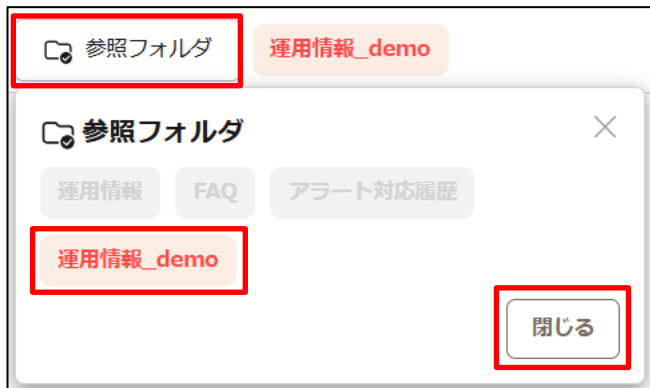 参照フォルダ 運用情報_demo
参照フォルダ
運用情報 FAQ アラート対応履歴
運用情報_demo
閉じる